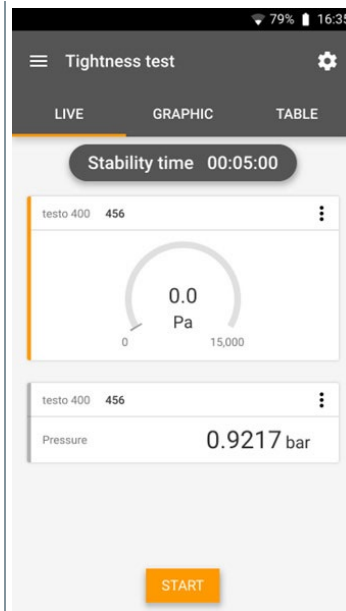 79% 16:35
Tightness test
LIVE GRAPHIC TABLE
Stability time 00:05:00
testo 400 456
0.0
Pa
0 15,000
testo 400 456
Pressure 0.9217 bar
START